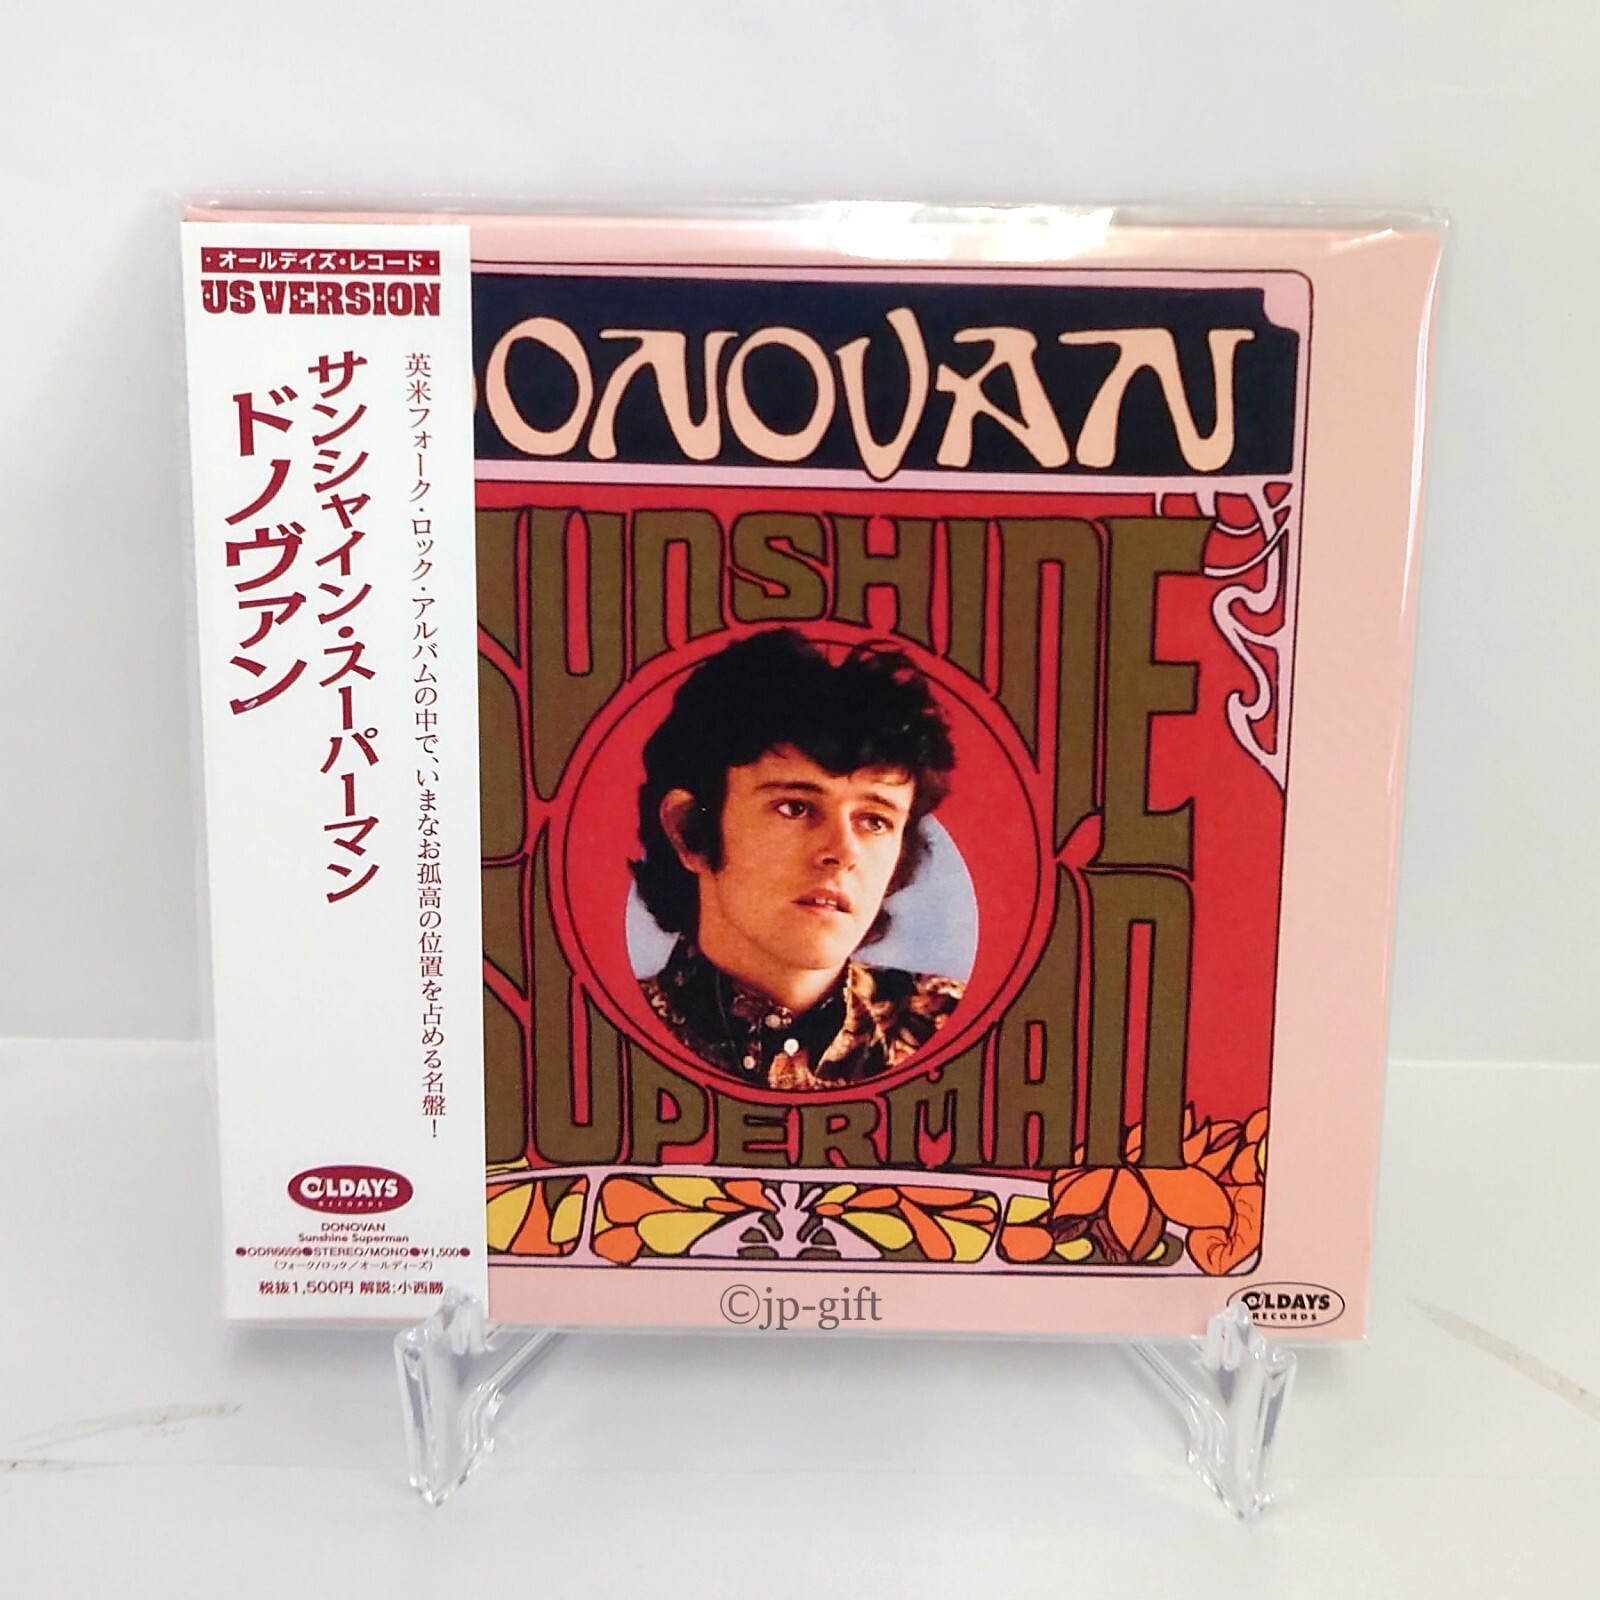 ・オールデイズ・レコード・
US VERSION
英米フォーク・ロック・アルバムの中で、いまなお孤高の位置を占める名盤！
サンシャイン・スーパーマン
ドノヴァン
OLDAYS
RECORDS
DONOVAN
Sunshine Superman
●ODR6699●STEREO/MONO●¥1,500●
(フォーク/ロック／オールディーズ)
税抜1,500円 解説:小西勝
DONOVAN
SUNSHINE
SUPERMAN
©jp-gift
OLDAYS
RECORDS